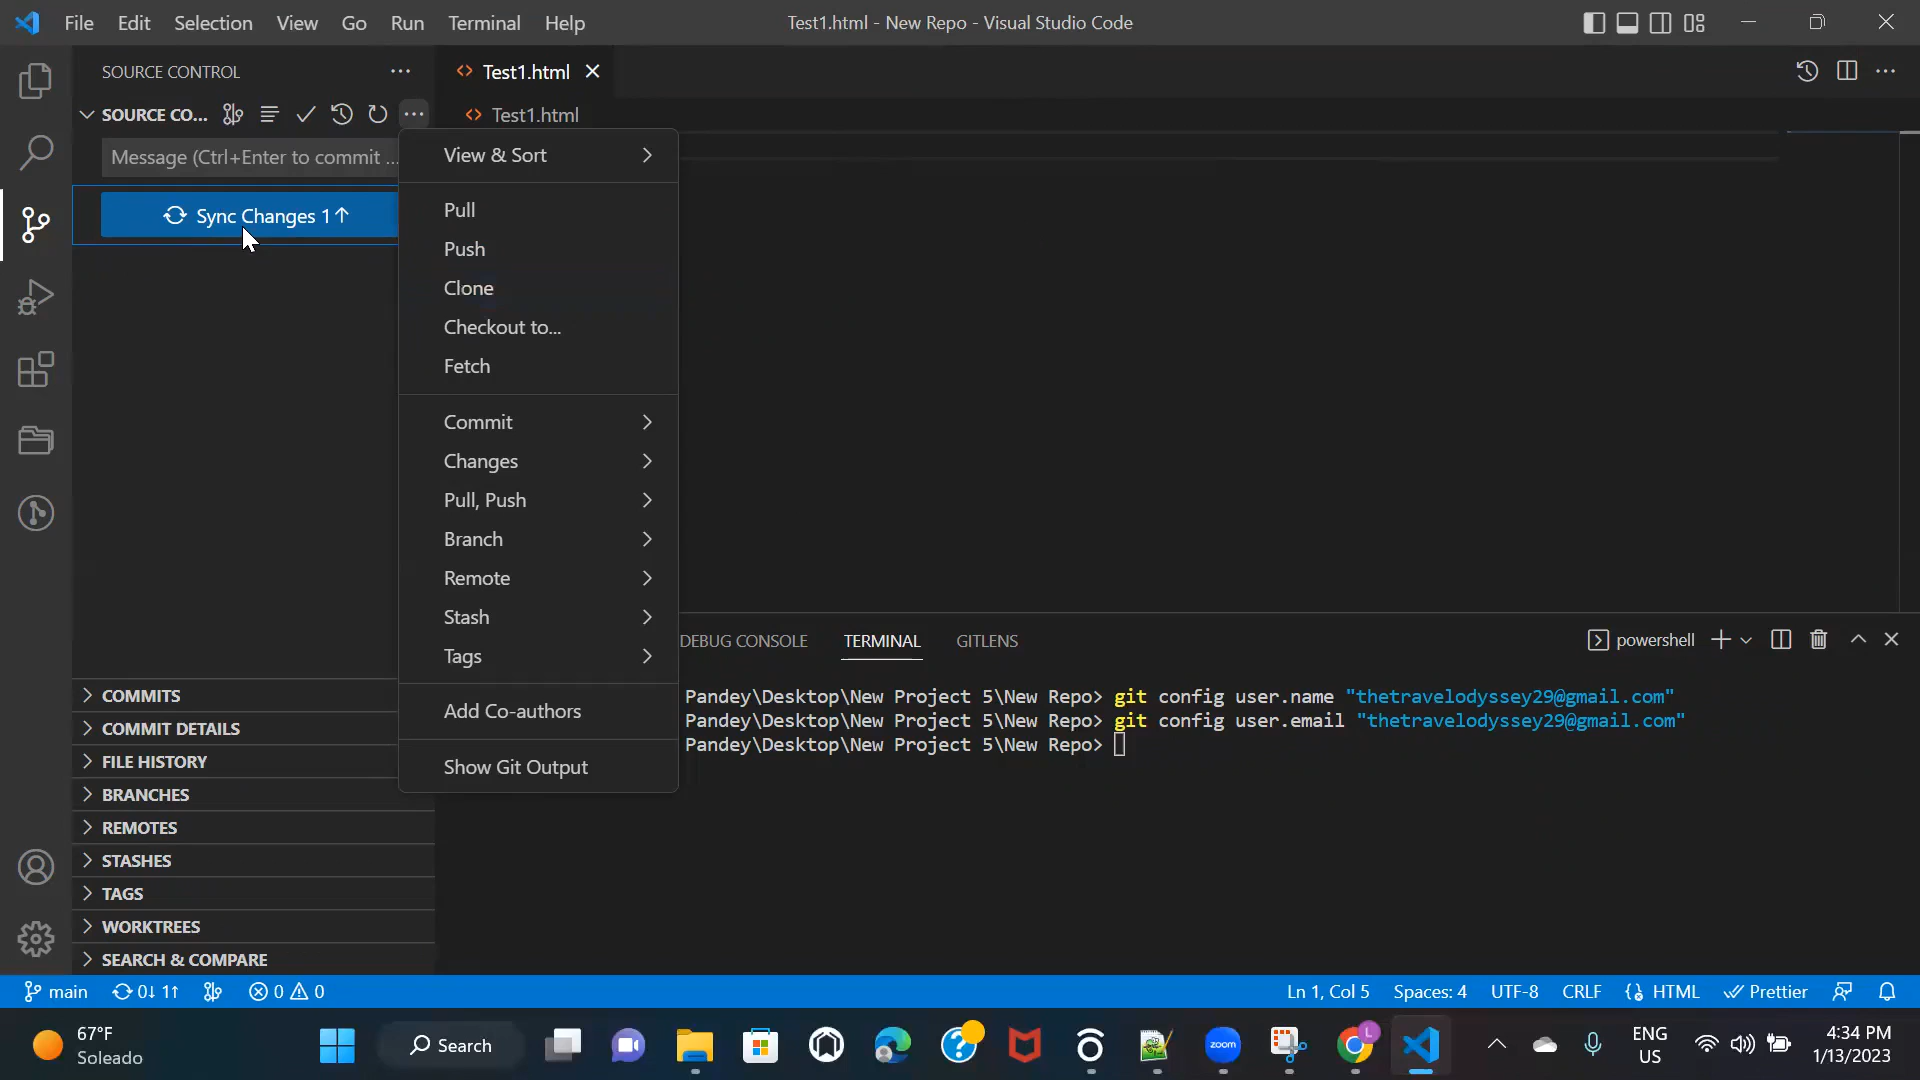 File Edit Selection View Go Run Terminal Help
Test1.html - New Repo - Visual Studio Code
SOURCE CONTROL
SOURCE CO...
Message (Ctrl+Enter to commit ...
Sync Changes 1↑
Test1.html
Test1.html
View & Sort
Pull
Push
Clone
Checkout to...
Fetch
Commit
Changes
Pull, Push
Branch
Remote
Stash
Tags
Add Co-authors
Show Git Output
COMMITS
COMMIT DETAILS
FILE HISTORY
BRANCHES
REMOTES
STASHES
TAGS
WORKTREES
SEARCH & COMPARE
DEBUG CONSOLE TERMINAL GITLENS
powershell
Pandey\Desktop\New Project 5\New Repo> git config user.name "thetravelodyssey29@gmail.com"
Pandey\Desktop\New Project 5\New Repo> git config user.email "thetravelodyssey29@gmail.com"
Pandey\Desktop\New Project 5\New Repo>
main 0↓ 1↑ 0 0
Ln 1, Col 5 Spaces: 4 UTF-8 CRLF HTML Prettier
67°F
Soleado
Search
zoom
L
ENG
US
4:34 PM
1/13/2023